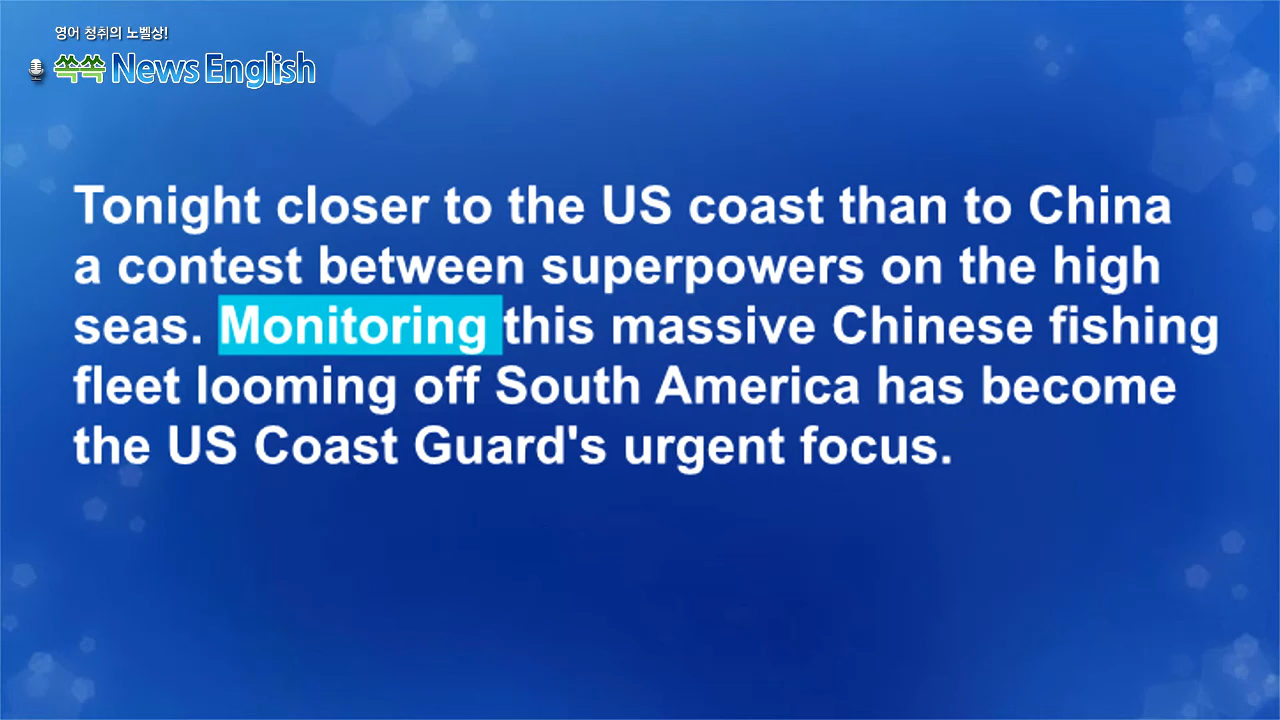 영어 청취의 노벨상!
쏙쏙 News English
Tonight closer to the US coast than to China
a contest between superpowers on the high
seas. Monitoring this massive Chinese fishing
fleet looming off South America has become
the US Coast Guard's urgent focus.